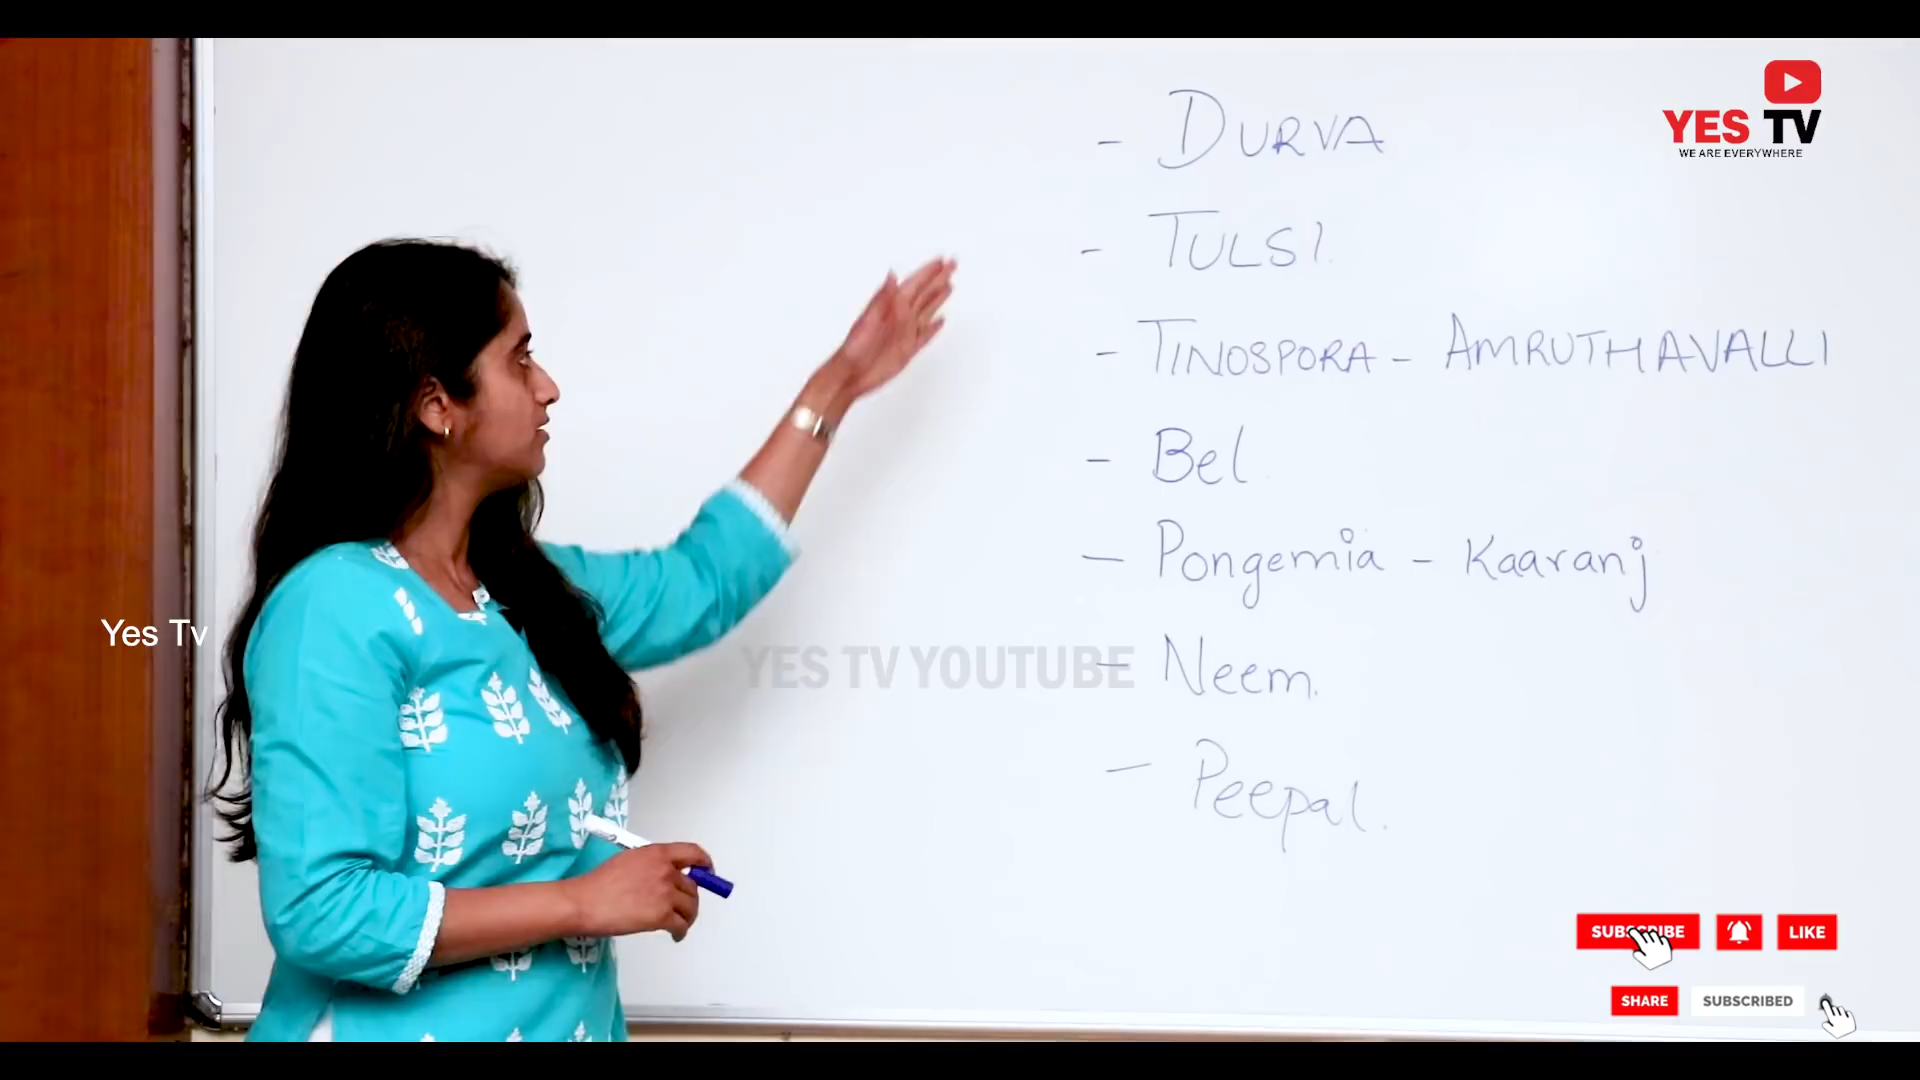 - DURVA
- TULSI.
- TINOSPORA - AMRUTHAVALLI
- Bel
- Pongemia - Kaaranj
- Neem.
- Peepal.
YES TV
WE ARE EVERYWHERE
Yes Tv
YES TV YOUTUBE
SUBSCRIBE LIKE
SHARE SUBSCRIBED